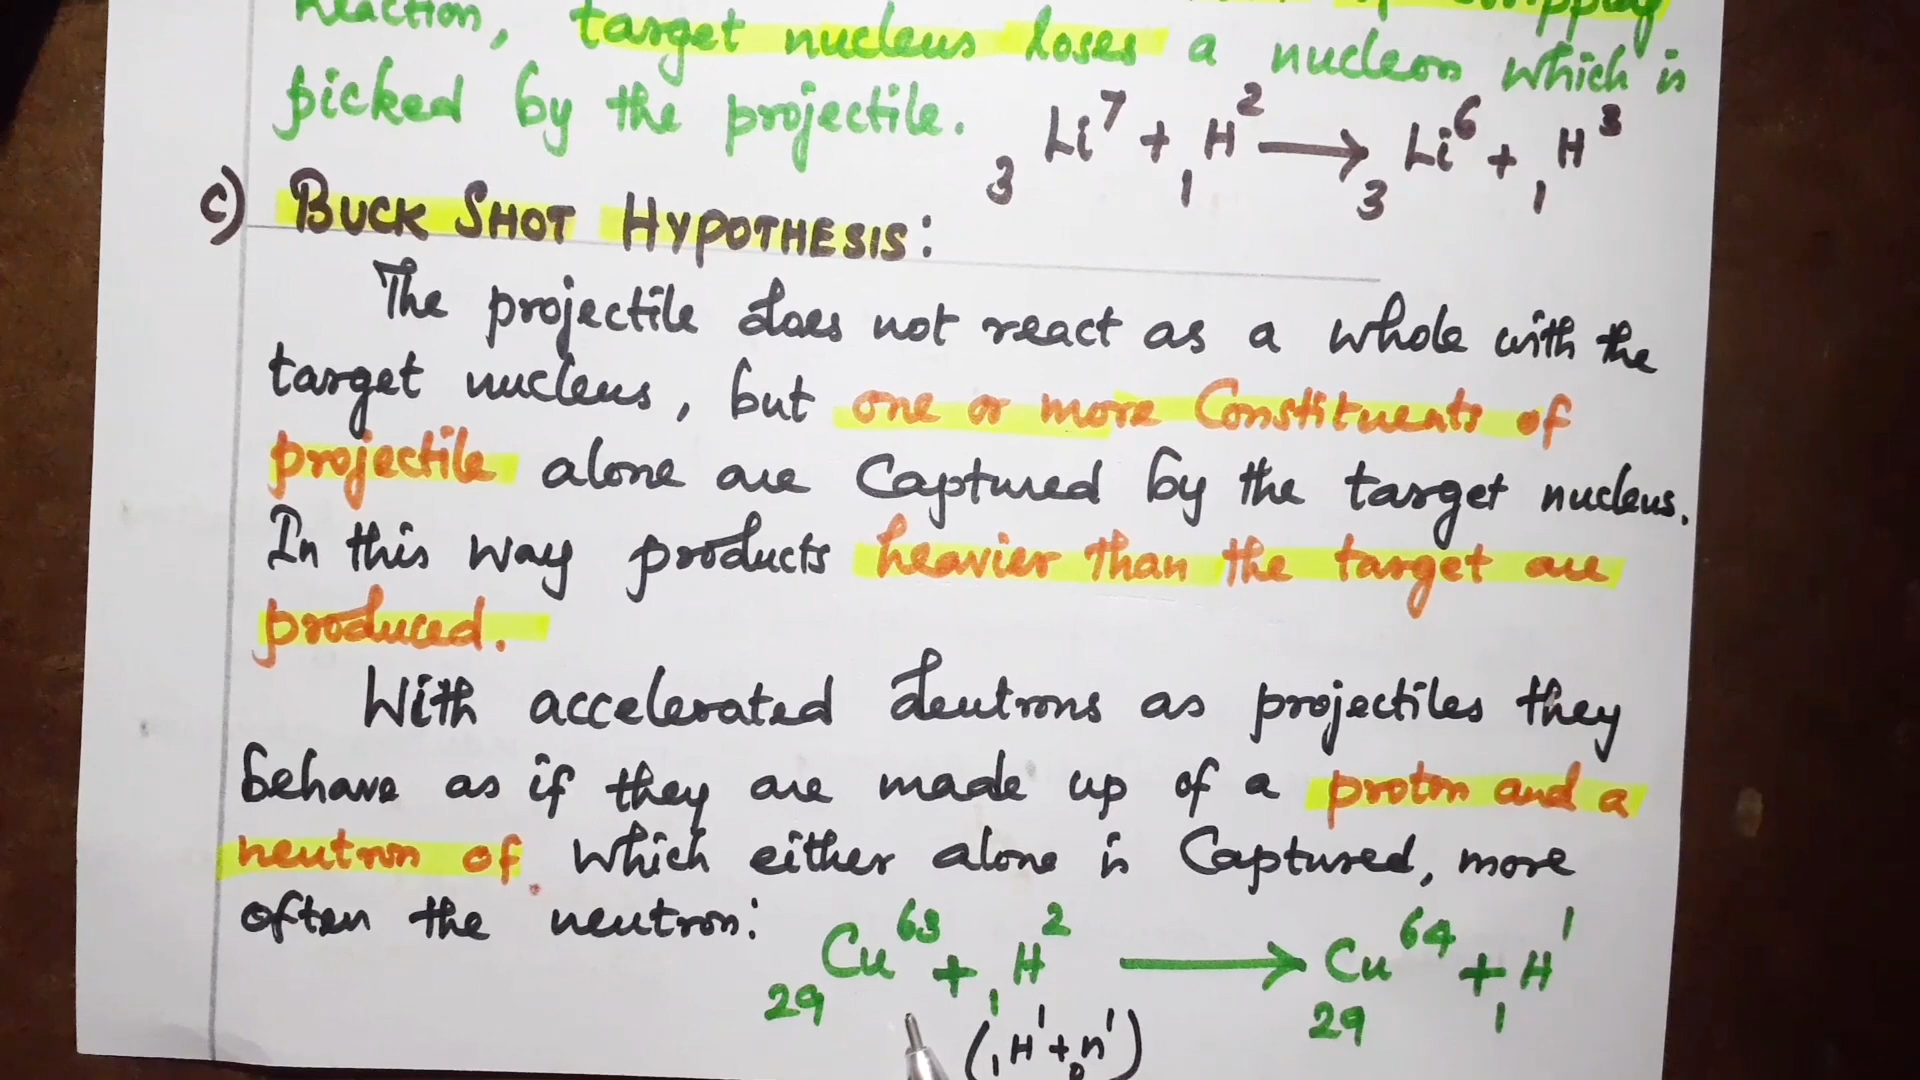 Reaction, target nucleus loses a nucleon which is
picked by the projectile. ₃Li⁷ + ₁H² ⟶ ₃Li⁶ + ₁H³
c) BUCK SHOT HYPOTHESIS:
The projectile does not react as a whole with the
target nucleus, but one or more Constituents of
projectile alone are Captured by the target nucleus.
In this way products heavier than the target are
produced.
With accelerated deutrons as projectiles they
behave as if they are made up of a proton and a
neutron of which either alone is Captured, more
often the neutron: ₂₉Cu⁶³ + ₁H² ⟶ ₂₉Cu⁶⁴ + ₁H¹
(₁H¹ + ₀n¹)